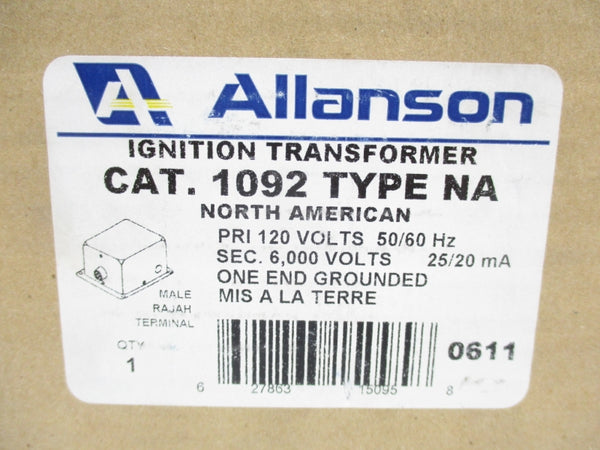 Allanson
IGNITION TRANSFORMER
CAT. 1092 TYPE NA
NORTH AMERICAN
PRI 120 VOLTS 50/60 Hz
SEC. 6,000 VOLTS 25/20 mA
ONE END GROUNDED
MIS A LA TERRE
MALE
RAJAH
TERMINAL
QTY
1
0611
6 27863 15095 8